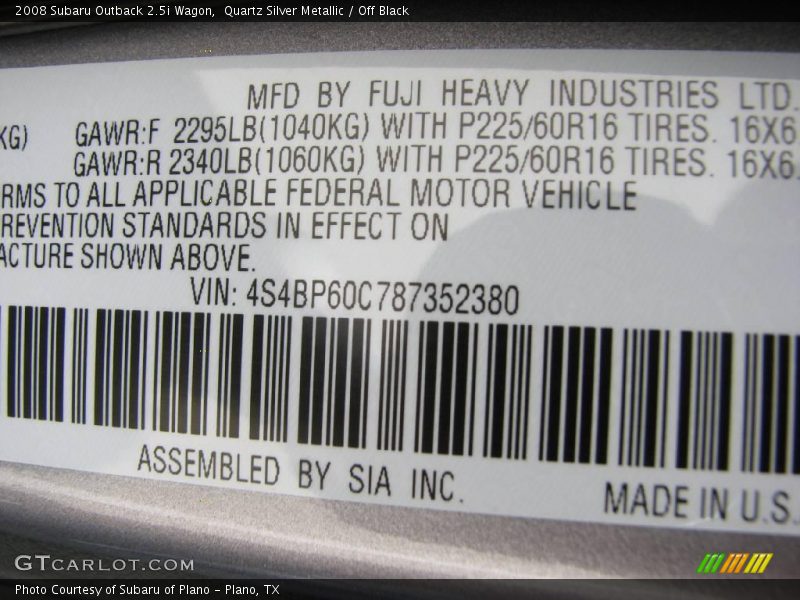 2008 Subaru Outback 2.5i Wagon,  Quartz Silver Metallic / Off Black
MFD BY FUJI HEAVY INDUSTRIES LTD.
KG) GAWR:F 2295LB(1040KG) WITH P225/60R16 TIRES. 16X6.
GAWR:R 2340LB(1060KG) WITH P225/60R16 TIRES. 16X6.
RMS TO ALL APPLICABLE FEDERAL MOTOR VEHICLE
REVENTION STANDARDS IN EFFECT ON
ACTURE SHOWN ABOVE.
VIN: 4S4BP60C787352380
ASSEMBLED BY SIA INC.
MADE IN U.S.
GTCARLOT.COM
Photo Courtesy of Subaru of Plano - Plano, TX